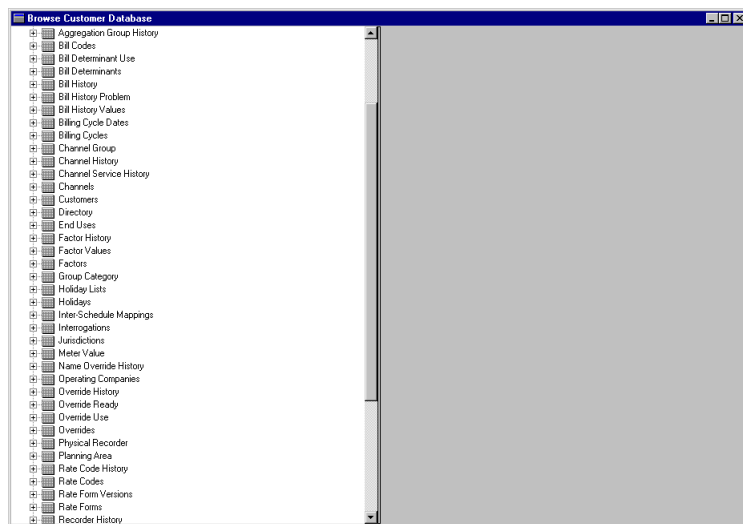 Browse Customer Database
Aggregation Group History
Bill Codes
Bill Determinant Use
Bill Determinants
Bill History
Bill History Problem
Bill History Values
Billing Cycle Dates
Billing Cycles
Channel Group
Channel History
Channel Service History
Channels
Customers
Directory
End Uses
Factor History
Factor Values
Factors
Group Category
Holiday Lists
Holidays
Inter-Schedule Mappings
Interrogations
Jurisdictions
Meter Value
Name Override History
Operating Companies
Override History
Override Ready
Override Use
Overrides
Physical Recorder
Planning Area
Rate Code History
Rate Codes
Rate Form Versions
Rate Forms
Recorder History